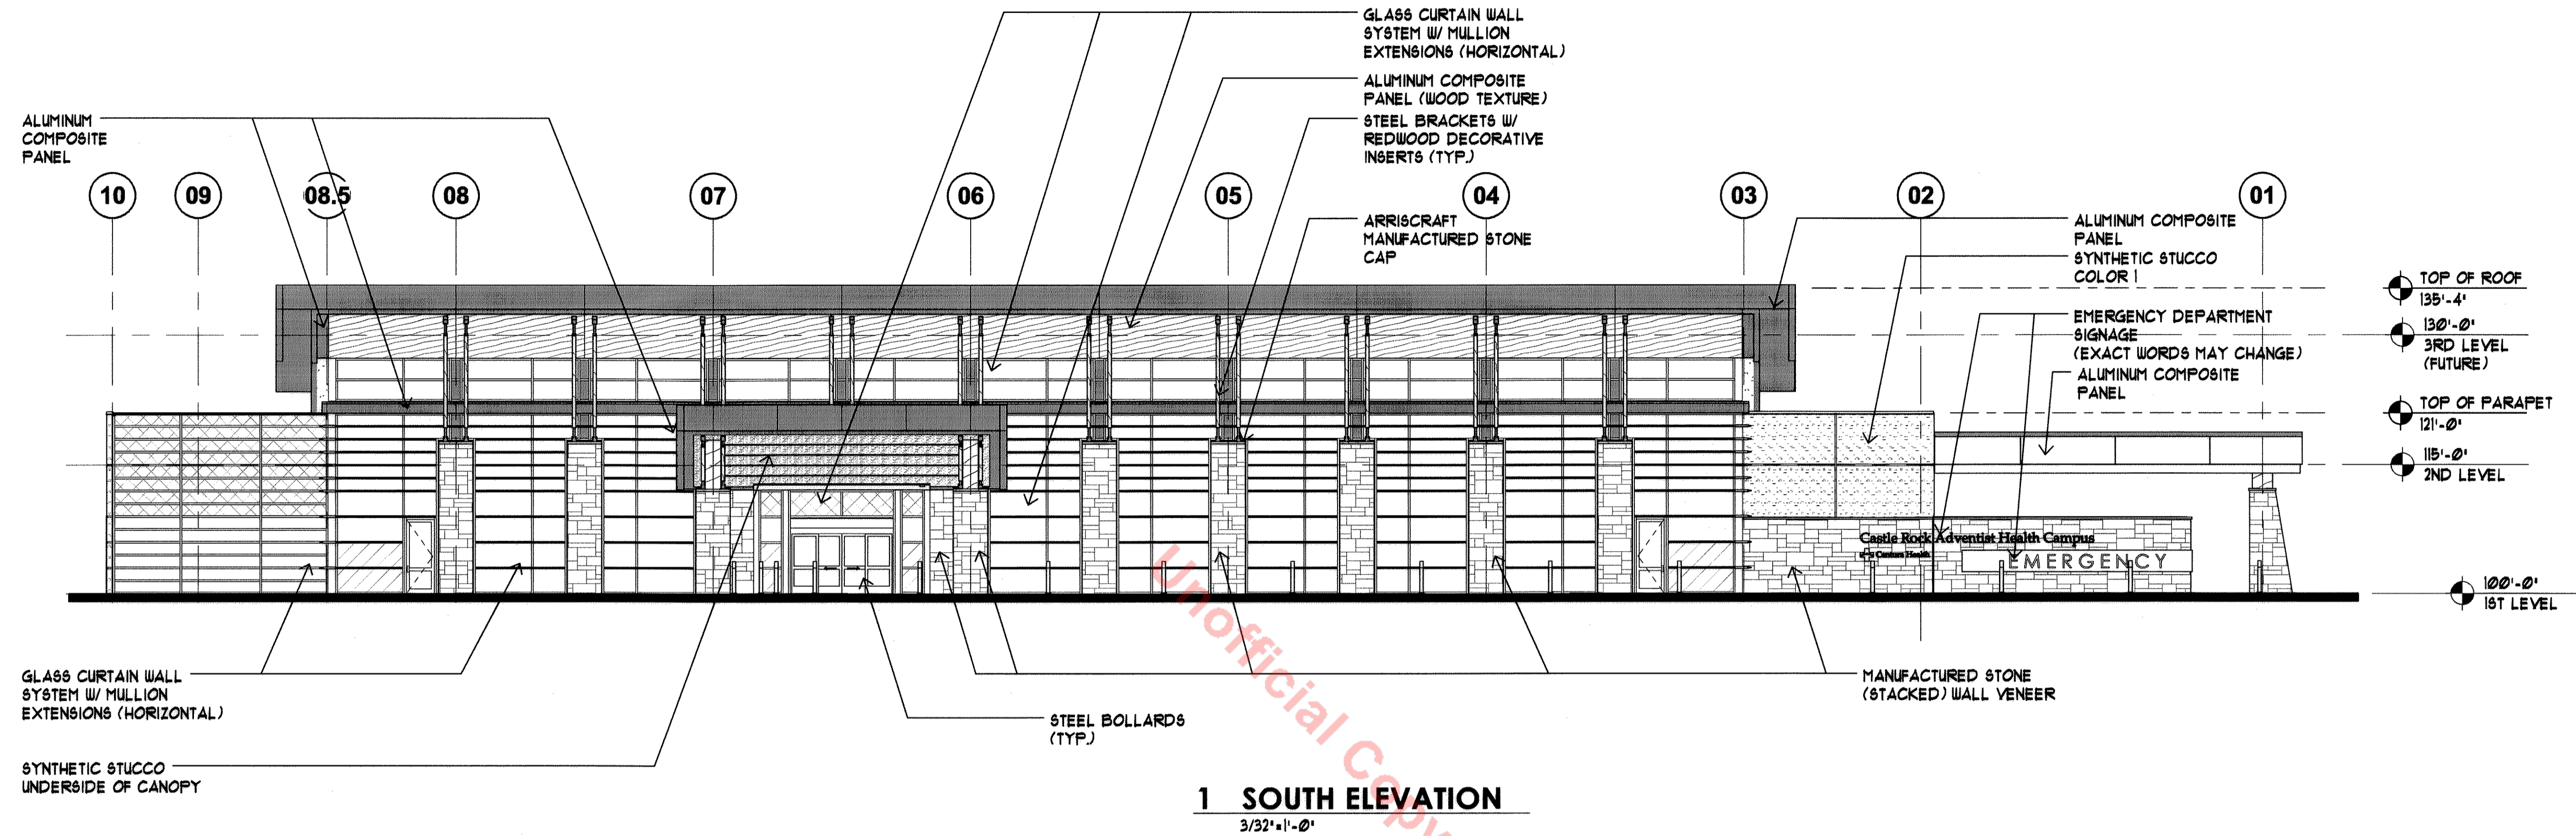 GLASS CURTAIN WALL
SYSTEM W/ MULLION
EXTENSIONS (HORIZONTAL)
ALUMINUM COMPOSITE
PANEL (WOOD TEXTURE)
STEEL BRACKETS W/
REDWOOD DECORATIVE
INSERTS (TYP.)
ALUMINUM
COMPOSITE
PANEL
10
09
08.5
08
07
06
05
04
03
02
01
ARRISCRAFT
MANUFACTURED STONE
CAP
ALUMINUM COMPOSITE
PANEL
SYNTHETIC STUCCO
COLOR 1
EMERGENCY DEPARTMENT
SIGNAGE
(EXACT WORDS MAY CHANGE)
ALUMINUM COMPOSITE
PANEL
TOP OF ROOF
135'-4"
130'-0"
3RD LEVEL
(FUTURE)
TOP OF PARAPET
121'-0"
115'-0"
2ND LEVEL
Castle Rock Adventist Health Campus
Centura Health
EMERGENCY
100'-0"
1ST LEVEL
GLASS CURTAIN WALL
SYSTEM W/ MULLION
EXTENSIONS (HORIZONTAL)
MANUFACTURED STONE
(STACKED) WALL VENEER
STEEL BOLLARDS
(TYP.)
SYNTHETIC STUCCO
UNDERSIDE OF CANOPY
1 SOUTH ELEVATION
3/32"=1'-0"
Unofficial Copy